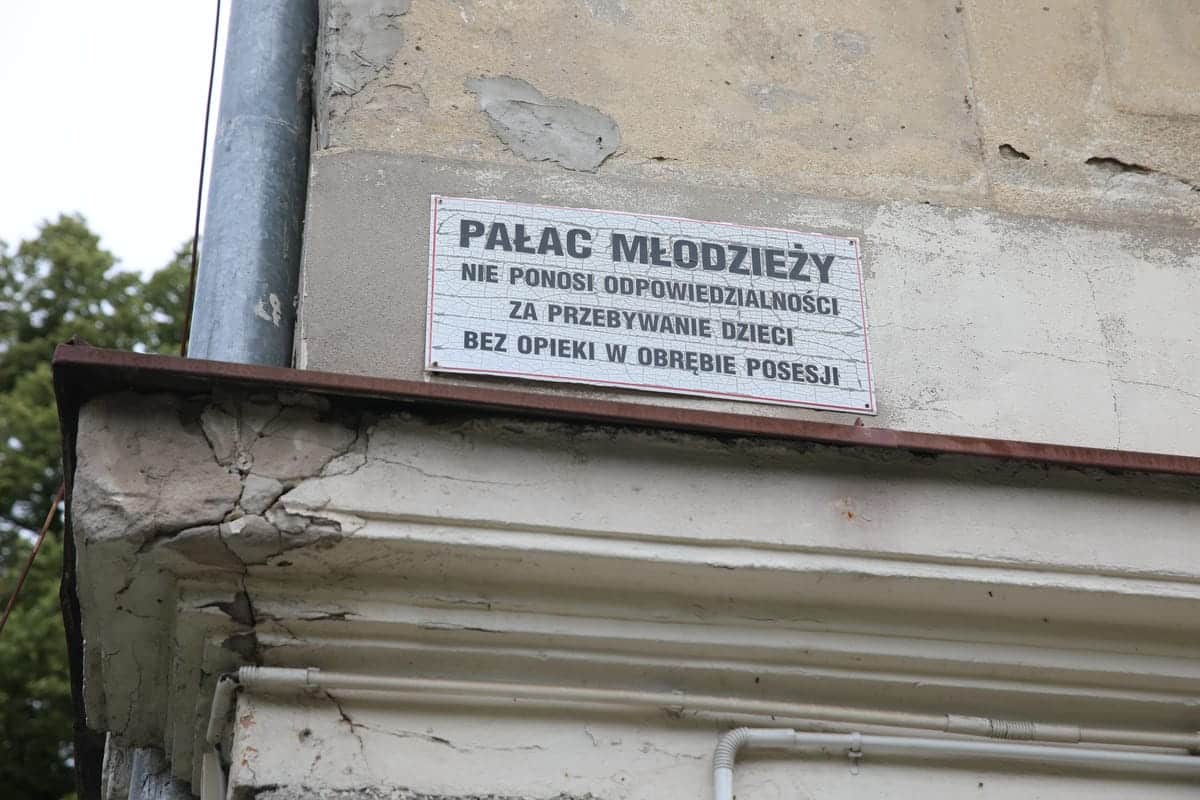 PAŁAC MŁODZIEŻY
NIE PONOSI ODPOWIEDZIALNOŚCI
ZA PRZEBYWANIE DZIECI
BEZ OPIEKI W OBRĘBIE POSESJI